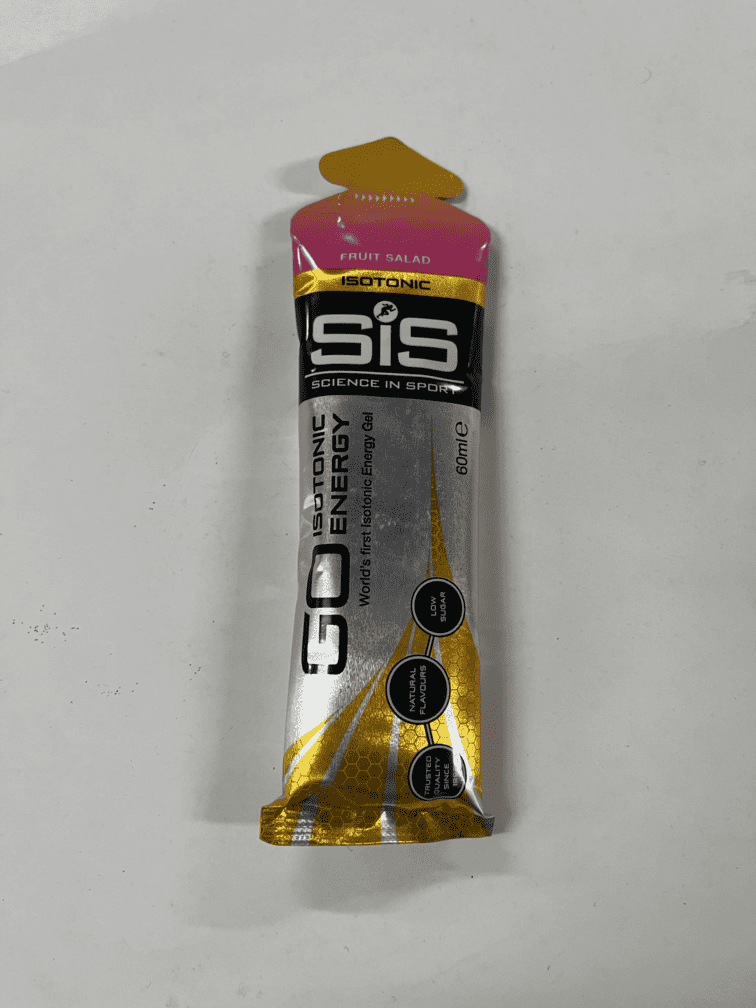 FRUIT SALAD
ISOTONIC
SiS
SCIENCE IN SPORT
GO
ISOTONIC
ENERGY
World's first Isotonic Energy Gel
60ml℮
LOW
SUGAR
NATURAL
FLAVOURS
TRUSTED
QUALITY
SINCE